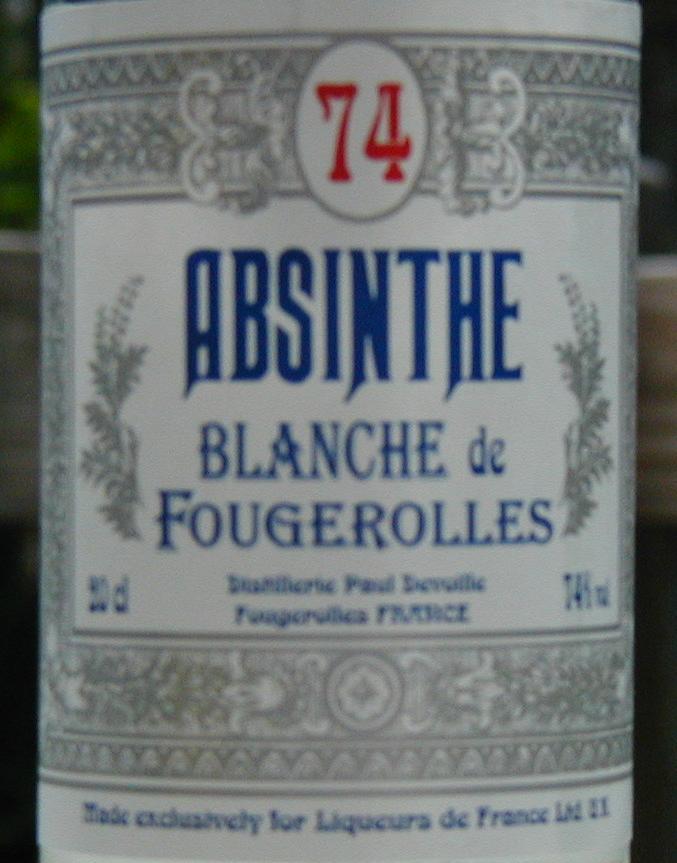 74
ABSINTHE
BLANCHE de
FOUGEROLLES
Distillerie Paul Devoille
Fougerolles FRANCE
cl
74% vol
Made exclusively for Liqueurs de France Ltd. U.K.